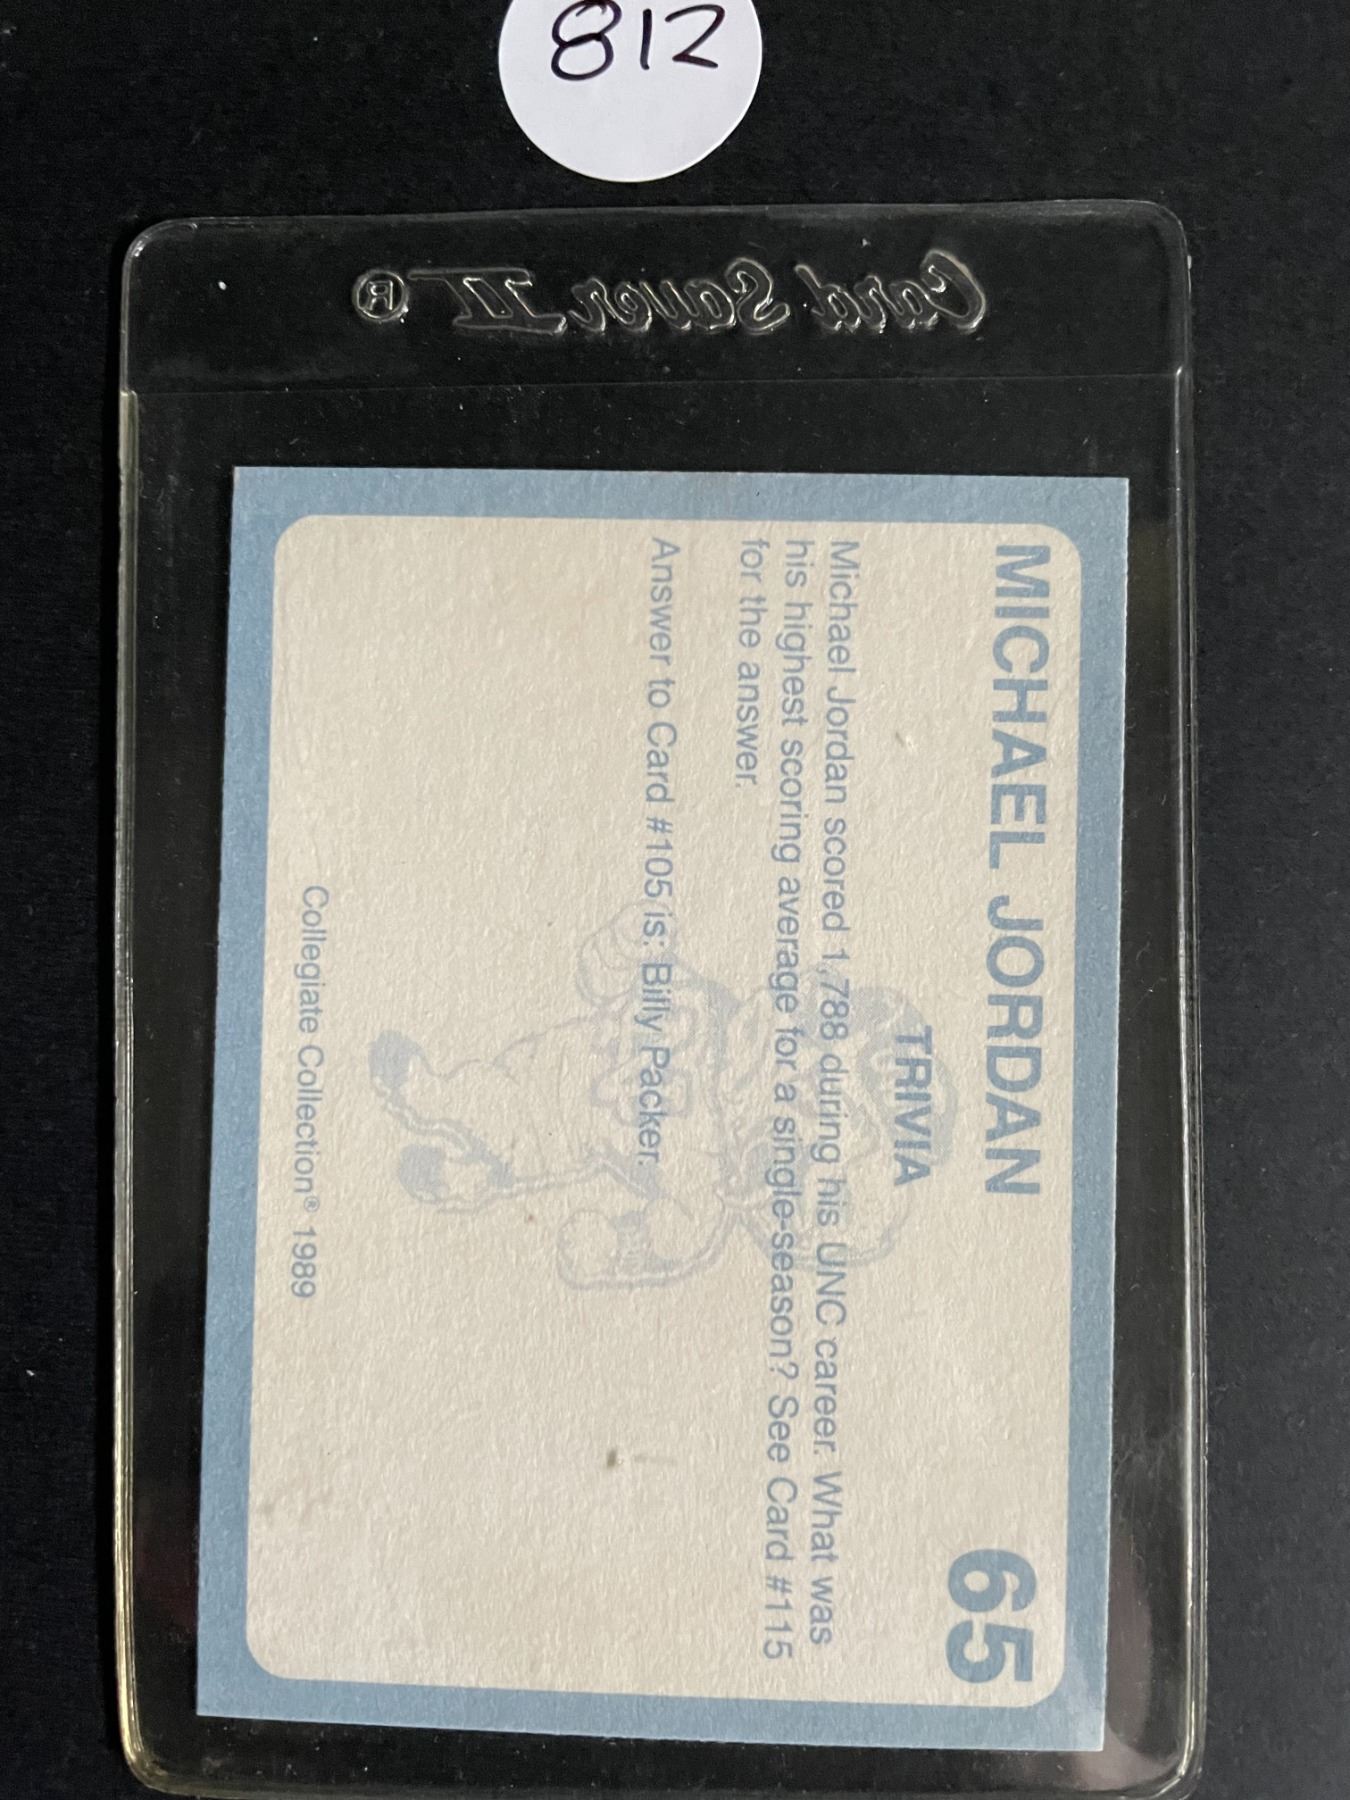 812
Card Saver II®
MICHAEL JORDAN 65
TRIVIA
Michael Jordan scored 1,788 during his UNC career. What was
his highest scoring average for a single-season? See Card #115
for the answer.
Answer to Card #105 is: Billy Packer.
Collegiate Collection® 1989